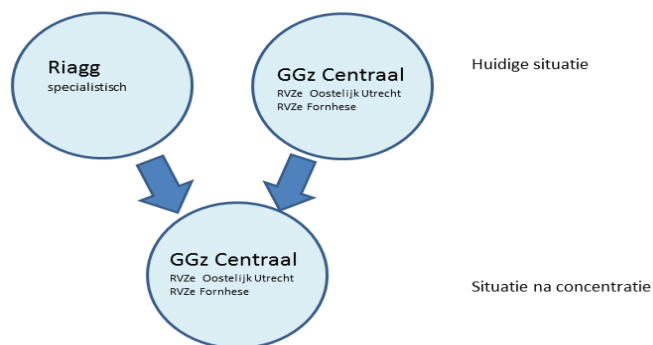 Riagg
specialistisch
GGz Centraal
RVZe Oostelijk Utrecht
RVZe Fornhese
Huidige situatie
GGz Centraal
RVZe Oostelijk Utrecht
RVZe Fornhese
Situatie na concentratie